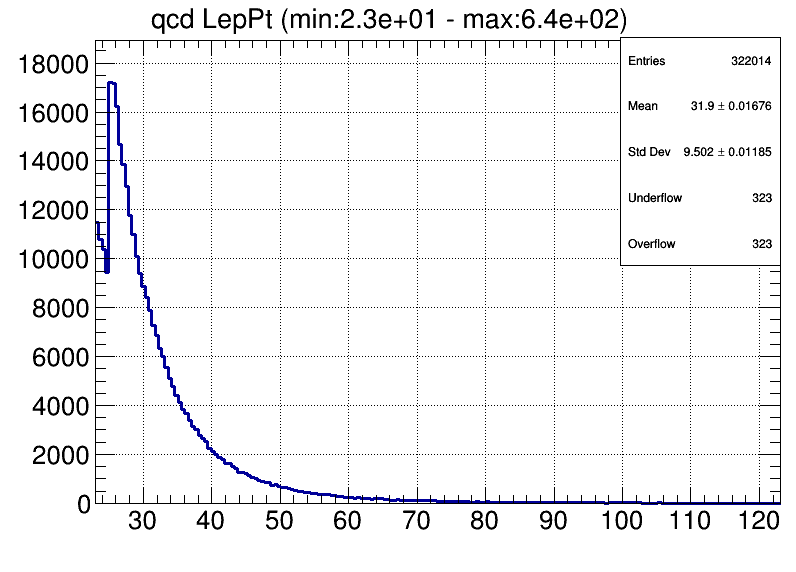 qcd LepPt (min:2.3e+01 - max:6.4e+02)
Entries 322014
Mean 31.9 ± 0.01676
Std Dev 9.502 ± 0.01185
Underflow 323
Overflow 323
18000
16000
14000
12000
10000
8000
6000
4000
2000
0
30 40 50 60 70 80 90 100 110 120